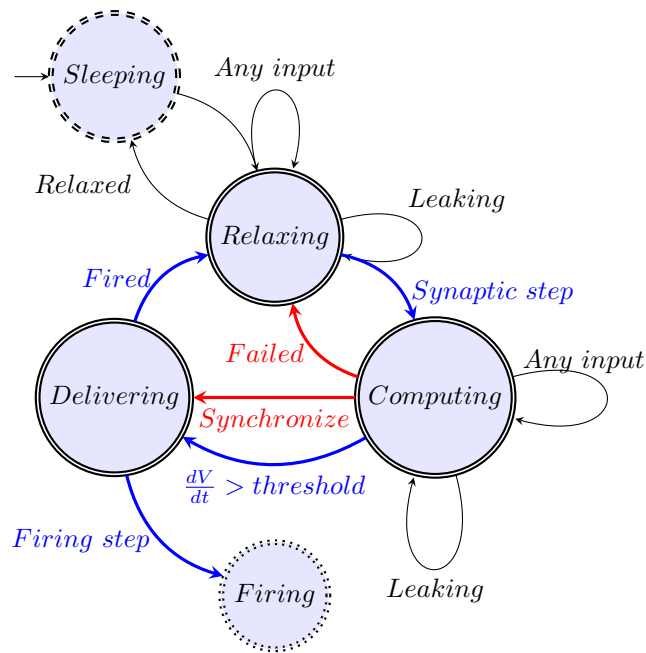 Sleeping
Any input
Relaxed
Leaking
Relaxing
Fired
Synaptic step
Failed
Any input
Delivering
Computing
Synchronize
dV/dt > threshold
Firing step
Leaking
Firing